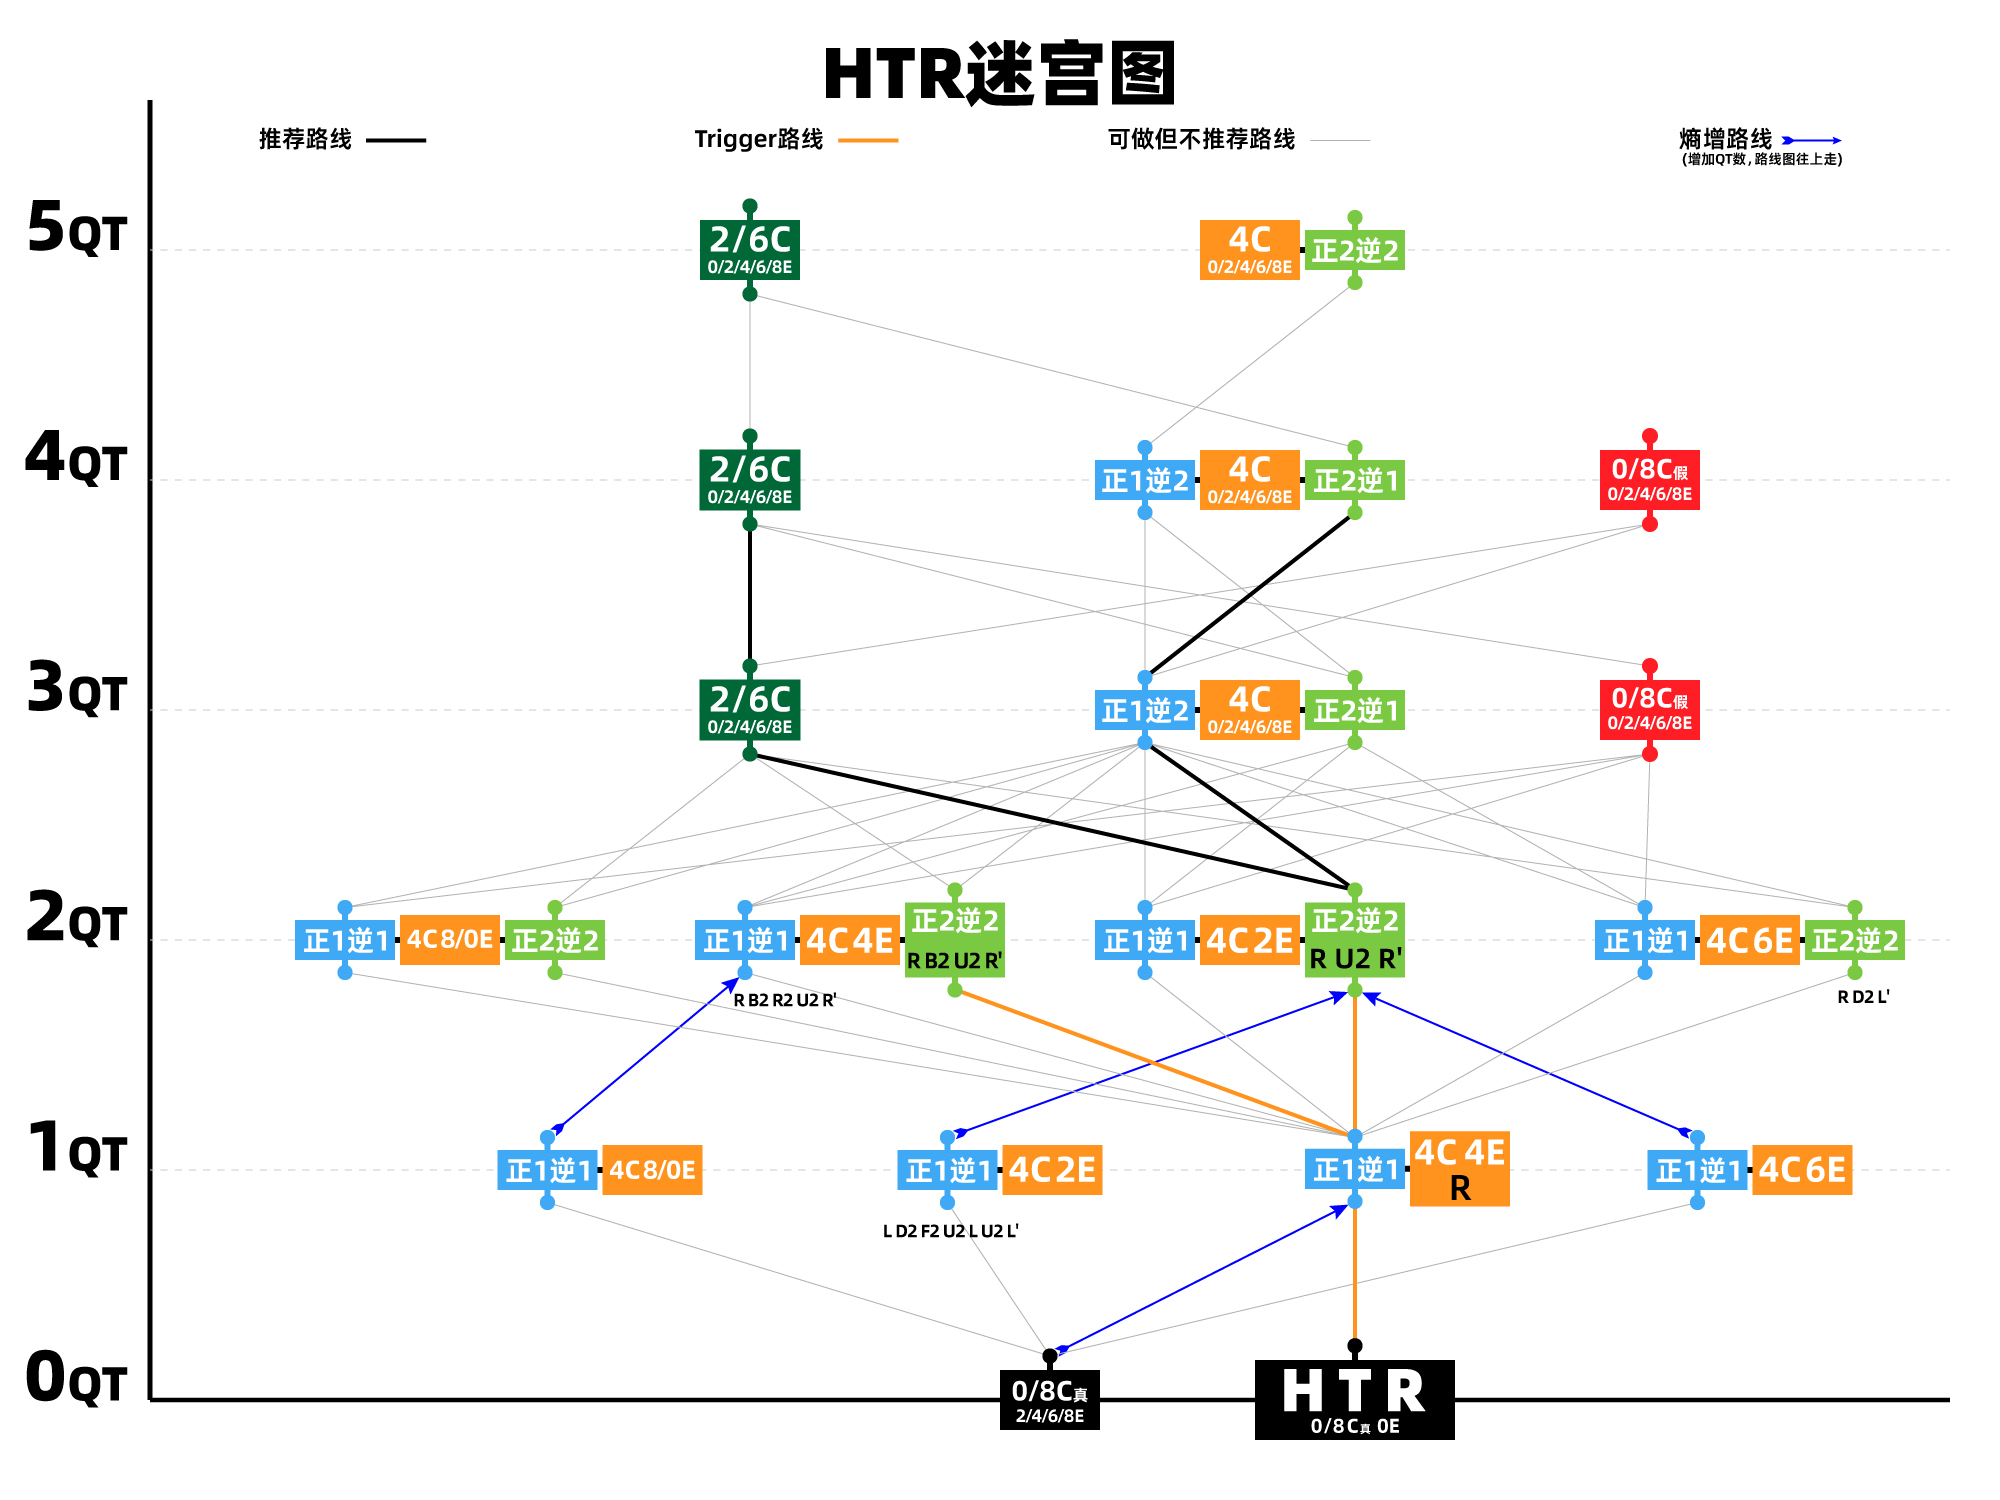 HTR迷宫图
推荐路线
Trigger路线
可做但不推荐路线
熵增路线
(增加QT数,路线图往上走)
5QT
2/6C
0/2/4/6/8E
4C
0/2/4/6/8E
正2逆2
4QT
2/6C
0/2/4/6/8E
正1逆2
4C
0/2/4/6/8E
正2逆1
0/8C假
0/2/4/6/8E
3QT
2/6C
0/2/4/6/8E
正1逆2
4C
0/2/4/6/8E
正2逆1
0/8C假
0/2/4/6/8E
2QT
正1逆1
4C8/0E
正2逆2
正1逆1
4C4E
正2逆2
R B2 U2 R'
正1逆1
4C2E
正2逆2
R U2 R'
正1逆1
4C6E
正2逆2
R B2 R2 U2 R'
R D2 L'
1QT
正1逆1
4C8/0E
正1逆1
4C2E
正1逆1
4C 4E
R
正1逆1
4C6E
L D2 F2 U2 L U2 L'
0QT
0/8C真
2/4/6/8E
HTR
0/8C真 0E